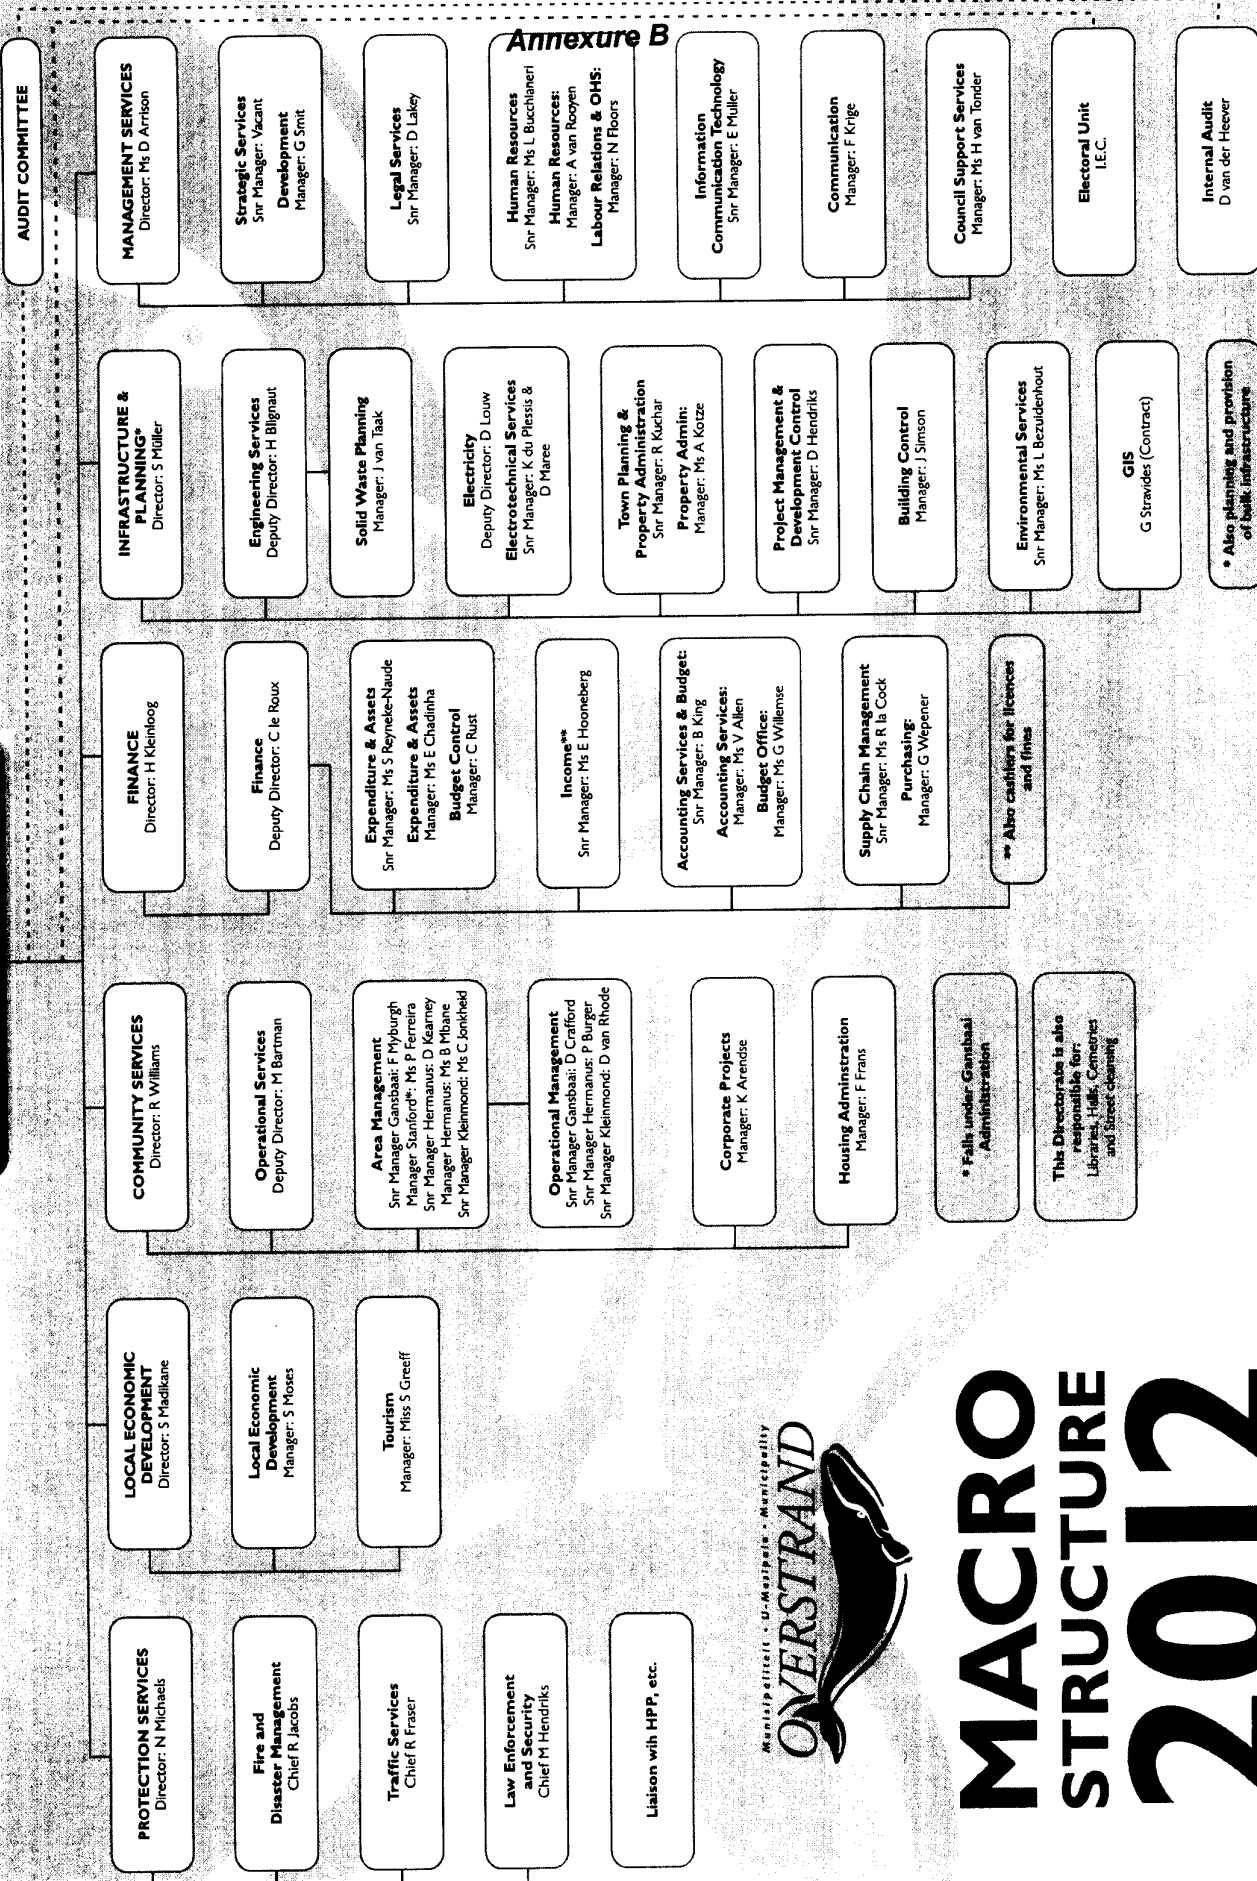 Annexure B
AUDIT COMMITTEE
PROTECTION SERVICES
Director: N Michaels
Fire and
Disaster Management
Chief R Jacobs
Traffic Services
Chief R Fraser
Law Enforcement
and Security
Chief M Hendriks
Liaison wih HPP, etc.
LOCAL ECONOMIC
DEVELOPMENT
Director: S Madikane
Local Economic
Development
Manager: S Moses
Tourism
Manager: Miss S Greeff
COMMUNITY SERVICES
Director: R Williams
Operational Services
Deputy Director: M Bartman
Area Management
Snr Manager Gansbaai: F Myburgh
Manager Stanford*: Ms P Ferreira
Snr Manager Hermanus: D Kearney
Manager Hermanus: Ms B Mbane
Snr Manager Kleinmond: Ms C Jonkheid
Operational Management
Snr Manager Gansbaai: D Crafford
Snr Manager Hermanus: P Burger
Snr Manager Kleinmond: D van Rhode
Corporate Projects
Manager: K Arendse
Housing Adminstration
Manager: F Frans
* Falls under Gansbaai
Administration
This Directorate is also
responsible for:
Libraries, Halls, Cemetries
and Street cleansing
FINANCE
Director: H Kleinloog
Finance
Deputy Director: C le Roux
Expenditure & Assets
Snr Manager: Ms S Reyneke-Naude
Expenditure & Assets
Manager: Ms E Chadinha
Budget Control
Manager: C Rust
Income**
Snr Manager: Ms E Hooneberg
Accounting Services & Budget:
Snr Manager: B King
Accounting Services:
Manager: Ms V Allen
Budget Office:
Manager: Ms G Willemse
Supply Chain Management
Snr Manager: Ms R la Cock
Purchasing:
Manager: G Wepener
** Also cashiers for licences
and fines
INFRASTRUCTURE &
PLANNING*
Director: S Müller
Engineering Services
Deputy Director: H Blignaut
Solid Waste Planning
Manager: J van Taak
Electricity
Deputy Director: D Louw
Electrotechnical Services
Snr Manager: K du Plessis &
D Maree
Town Planning &
Property Administration
Snr Manager: R Kuchar
Property Admin:
Manager: Ms A Kotze
Project Management &
Development Control
Snr Manager: D Hendriks
Building Control
Manager: J Simson
Environmental Services
Snr Manager: Ms L Bezuidenhout
GIS
G Stravides (Contract)
* Also planning and provision
of bulk infrastructure
MANAGEMENT SERVICES
Director: Ms D Arrison
Strategic Services
Snr Manager: Vacant
Development
Manager: G Smit
Legal Services
Snr Manager: D Lakey
Human Resources
Snr Manager: Ms L Bucchlaneri
Human Resources:
Manager: A van Rooyen
Labour Relations & OHS:
Manager: N Floors
Information
Communication Technology
Snr Manager: E Muller
Communication
Manager: F Krige
Council Support Services
Manager: Ms H van Tonder
Electoral Unit
I.E.C.
Internal Audit
D van der Heever
Munisipaliteit • U-Masipala • Municipality
OVERSTRAND
MACRO
STRUCTURE
2012